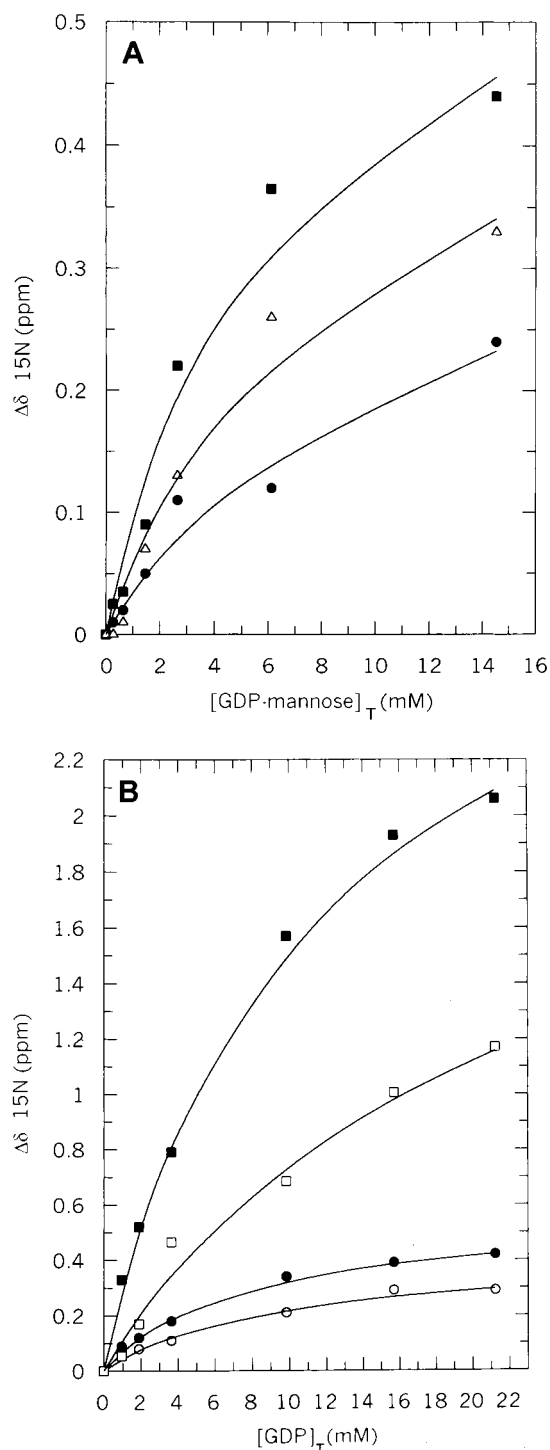 A
0.5
0.4
0.3
0.2
0.1
0
Δδ 15N (ppm)
0 2 4 6 8 10 12 14 16
[GDP-mannose]T (mM)
B
2.2
2
1.8
1.6
1.4
1.2
1
0.8
0.6
0.4
0.2
0
Δδ 15N (ppm)
0 2 4 6 8 10 12 14 16 18 20 22
[GDP]T (mM)